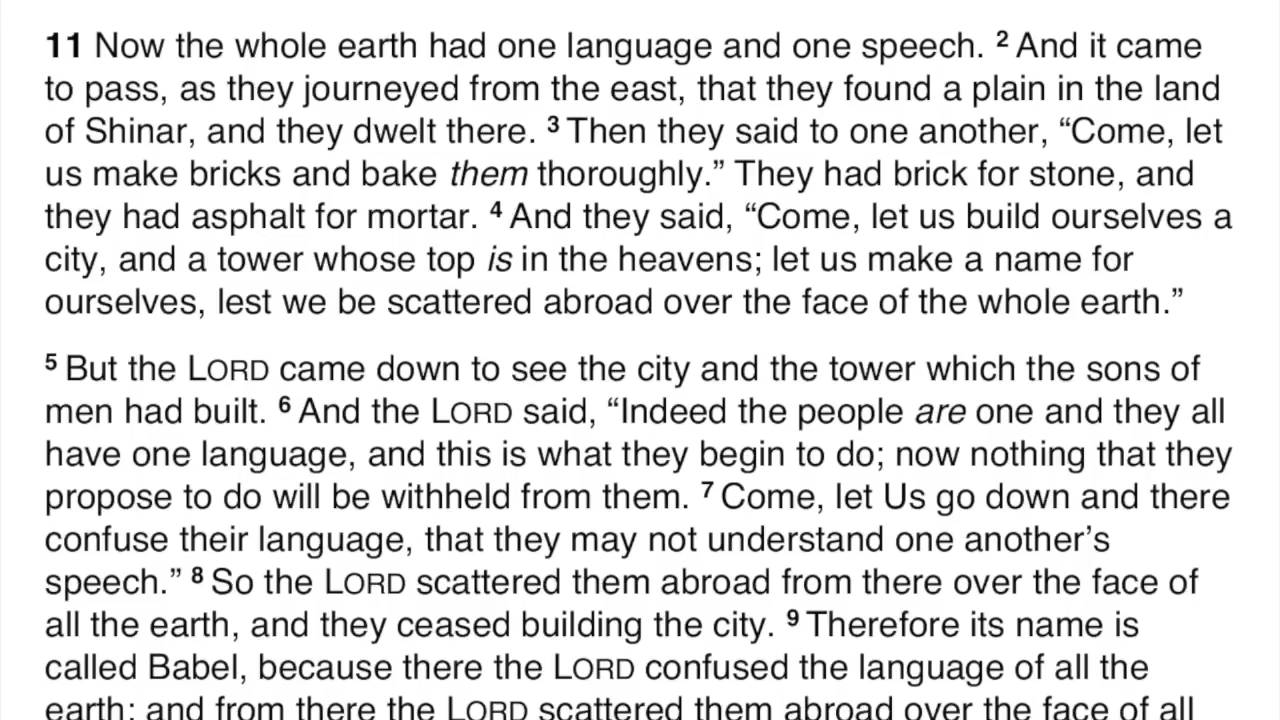 11 Now the whole earth had one language and one speech. 2 And it came
to pass, as they journeyed from the east, that they found a plain in the land
of Shinar, and they dwelt there. 3 Then they said to one another, “Come, let
us make bricks and bake them thoroughly.” They had brick for stone, and
they had asphalt for mortar. 4 And they said, “Come, let us build ourselves a
city, and a tower whose top is in the heavens; let us make a name for
ourselves, lest we be scattered abroad over the face of the whole earth.”
5 But the LORD came down to see the city and the tower which the sons of
men had built. 6 And the LORD said, “Indeed the people are one and they all
have one language, and this is what they begin to do; now nothing that they
propose to do will be withheld from them. 7 Come, let Us go down and there
confuse their language, that they may not understand one another’s
speech.” 8 So the LORD scattered them abroad from there over the face of
all the earth, and they ceased building the city. 9 Therefore its name is
called Babel, because there the LORD confused the language of all the
earth; and from there the LORD scattered them abroad over the face of all